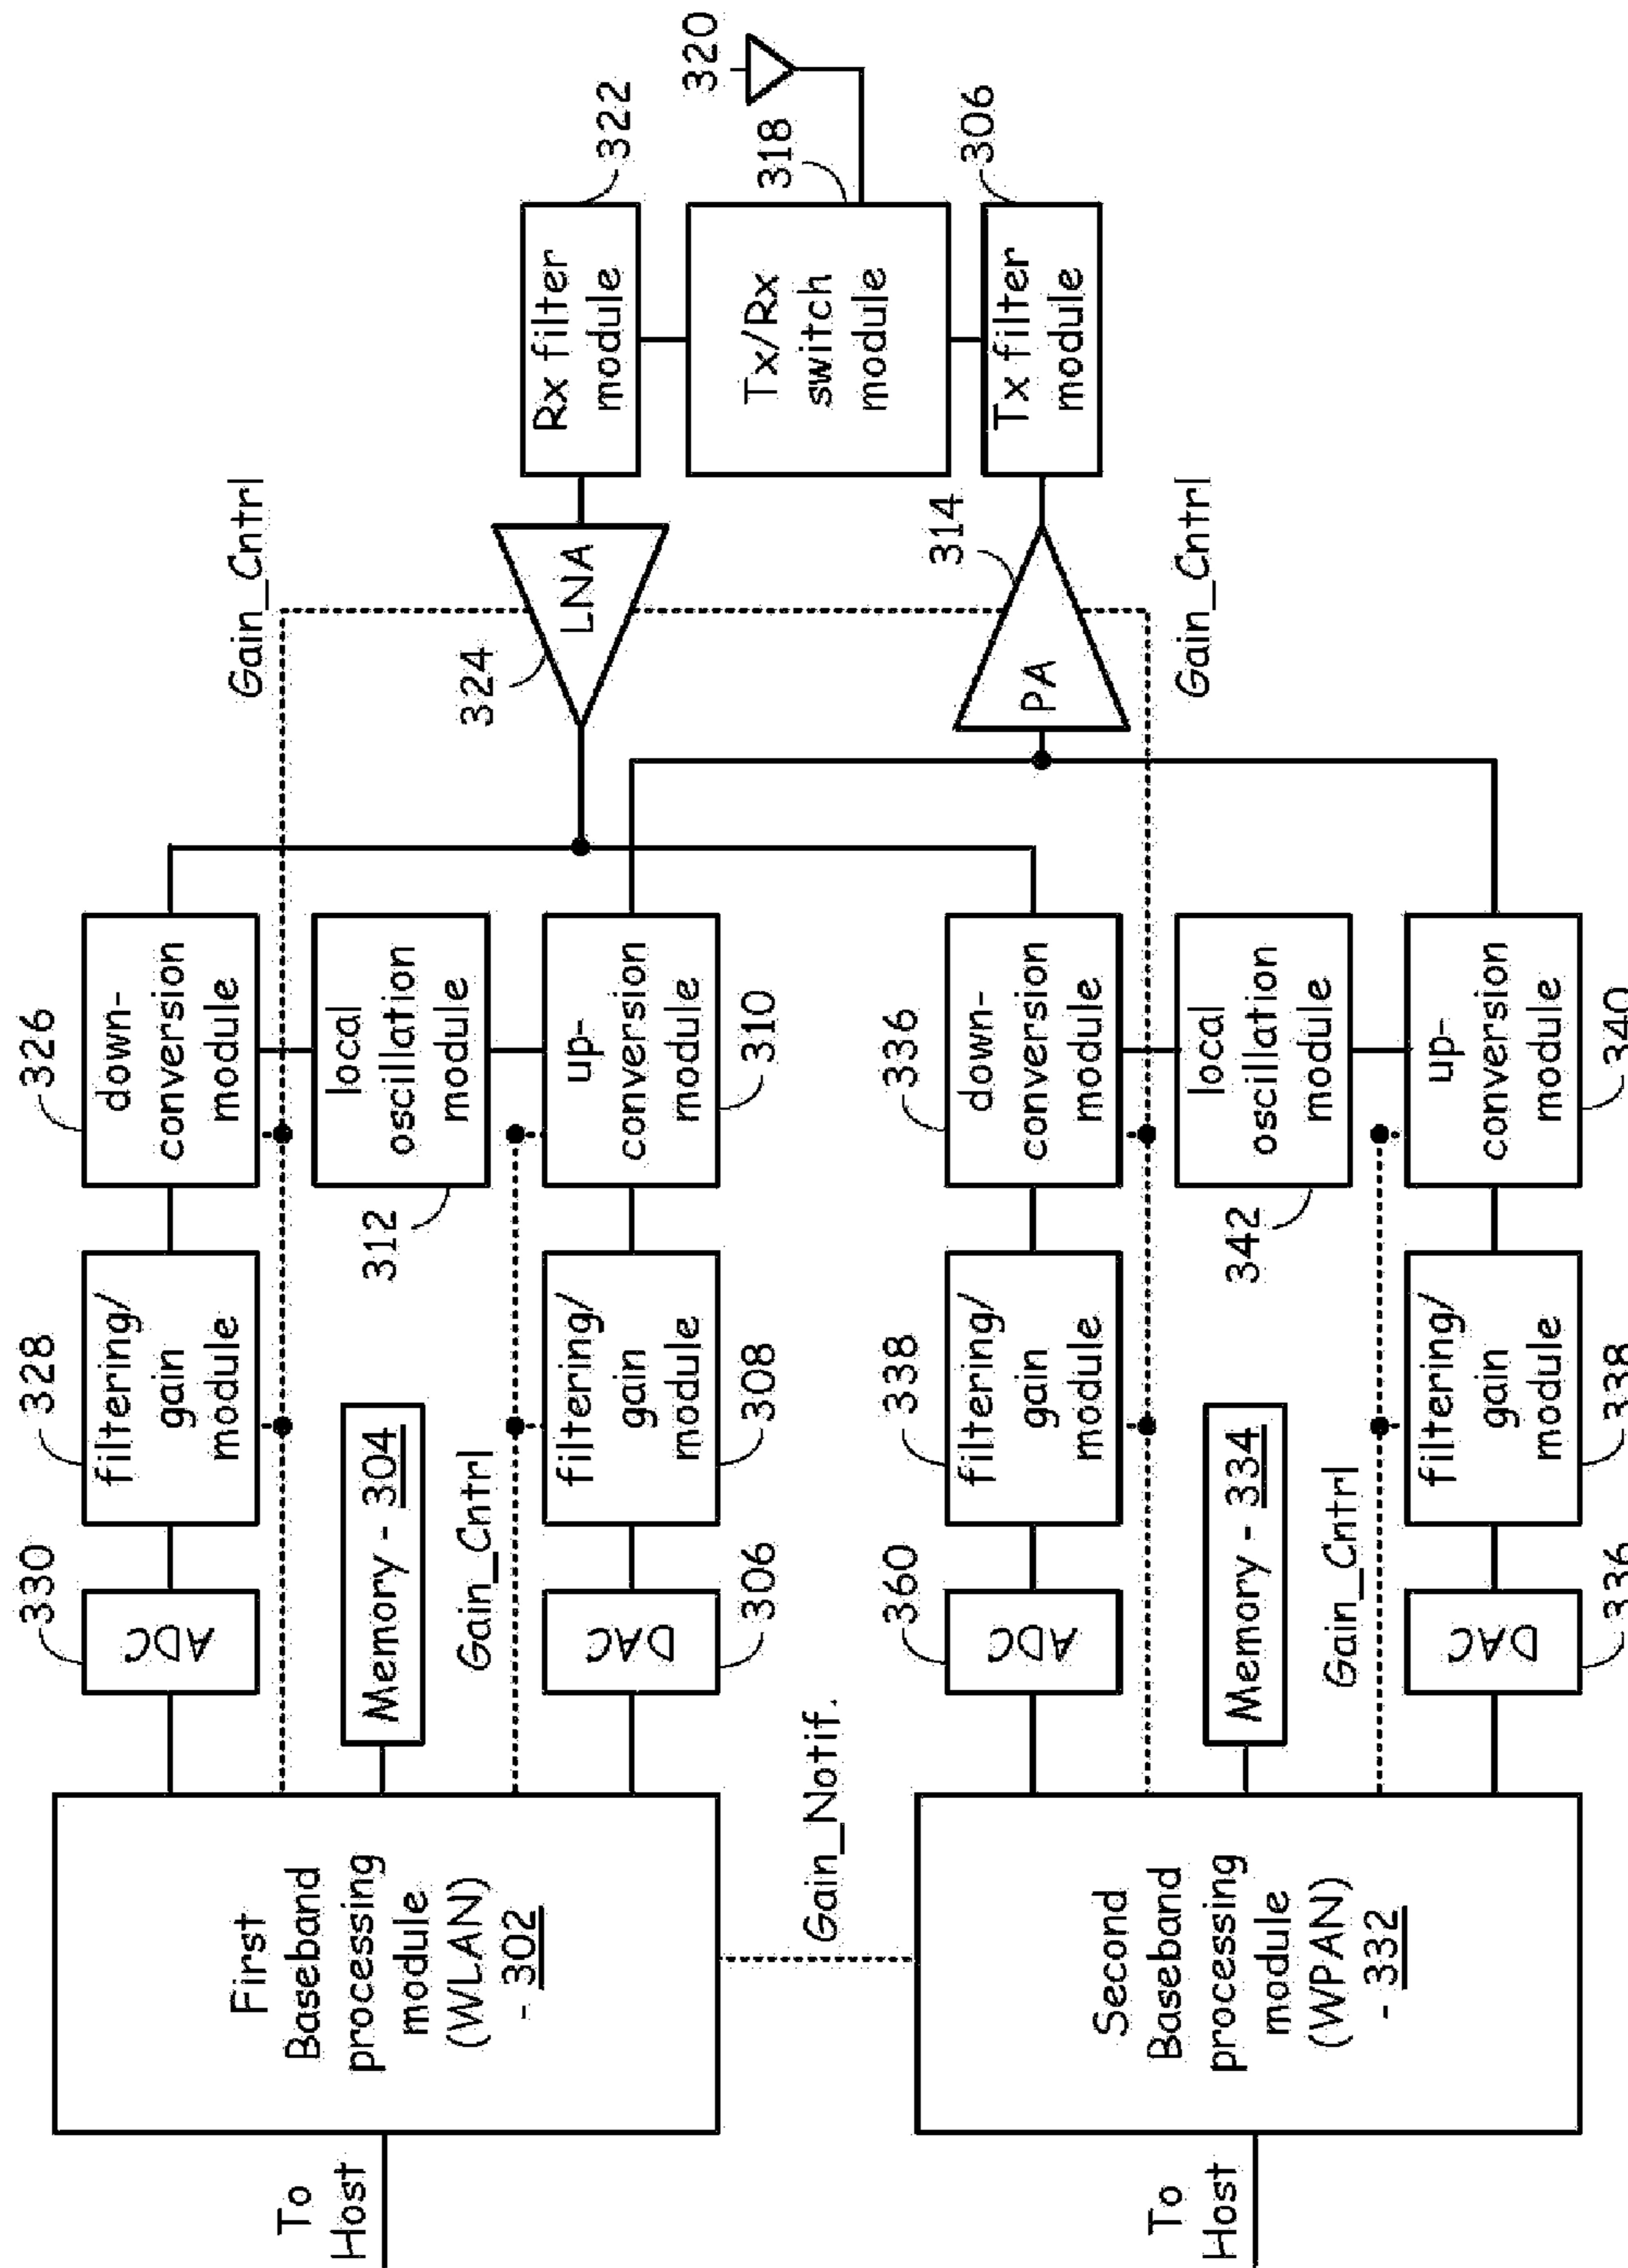 To
Host
First
Baseband
processing
module
(WLAN)
- 302
330
ADC
328
filtering/
gain
module
326
down-
conversion
module
Memory - 304
312
local
oscillation
module
Gain_Cntrl
DAC
306
filtering/
gain
module
308
up-
conversion
module
310
Gain_Cntrl
324
LNA
Rx filter
module
322
Tx/Rx
switch
module
318
320
314
PA
Tx filter
module
306
Gain_Cntrl
Gain_Notif.
To
Host
Second
Baseband
processing
module
(WPAN)
- 332
360
ADC
338
filtering/
gain
module
336
down-
conversion
module
Memory - 334
342
local
oscillation
module
Gain_Cntrl
DAC
336
filtering/
gain
module
338
up-
conversion
module
340